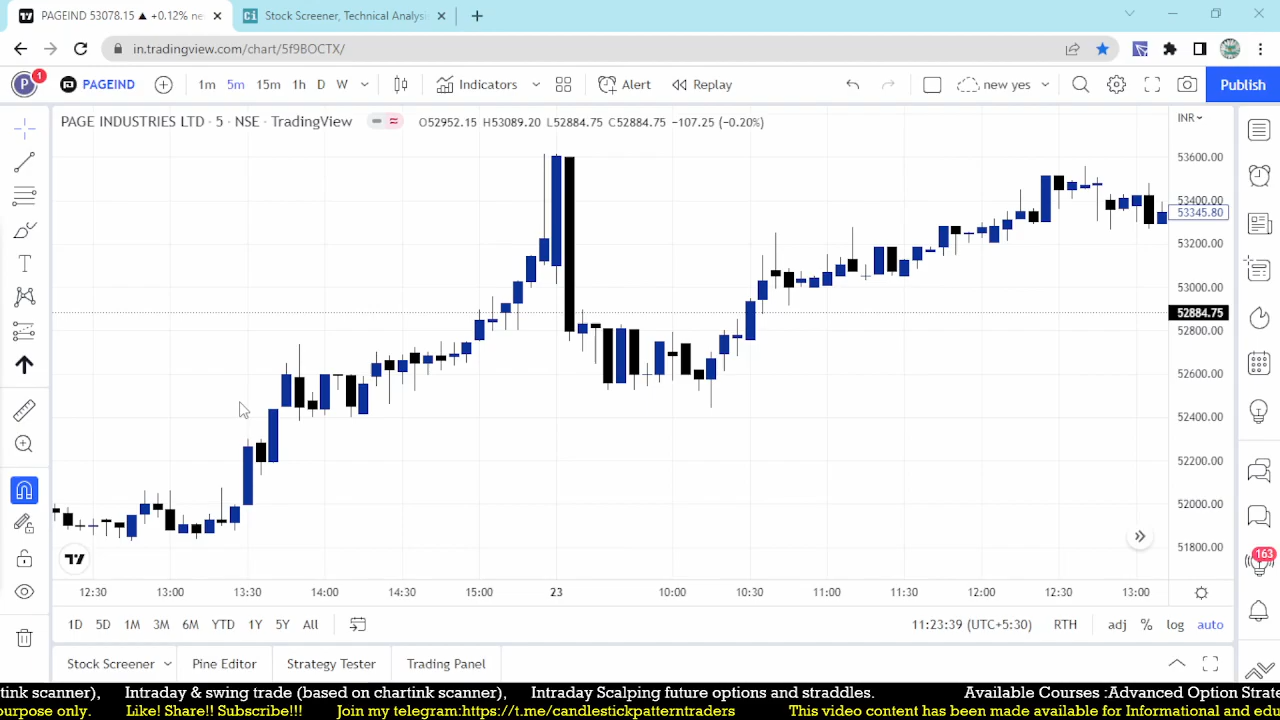 PAGEIND 53078.15 ▲ +0.12% ne
Stock Screener, Technical Analysi
in.tradingview.com/chart/5f9BOCTX/
P 1 PAGEIND 1m 5m 15m 1h D W Indicators Alert Replay new yes Publish
PAGE INDUSTRIES LTD · 5 · NSE · TradingView O52952.15 H53089.20 L52884.75 C52884.75 −107.25 (−0.20%) INR
53600.00
53400.00
53345.80
53200.00
53000.00
52884.75
52800.00
52600.00
52400.00
52200.00
52000.00
51800.00
163
12:30 13:00 13:30 14:00 14:30 15:00 23 10:00 10:30 11:00 11:30 12:00 12:30 13:00
1D 5D 1M 3M 6M YTD 1Y 5Y All 11:23:39 (UTC+5:30) RTH adj % log auto
Stock Screener Pine Editor Strategy Tester Trading Panel
tink scanner), Intraday & swing trade (based on chartink scanner), Intraday Scalping future options and straddles. Available Courses :Advanced Option Strate
purpose only. Like! Share!! Subscribe!!! Join my telegram:https://t.me/candlestickpatterntraders This video content has been made available for Informational and edu